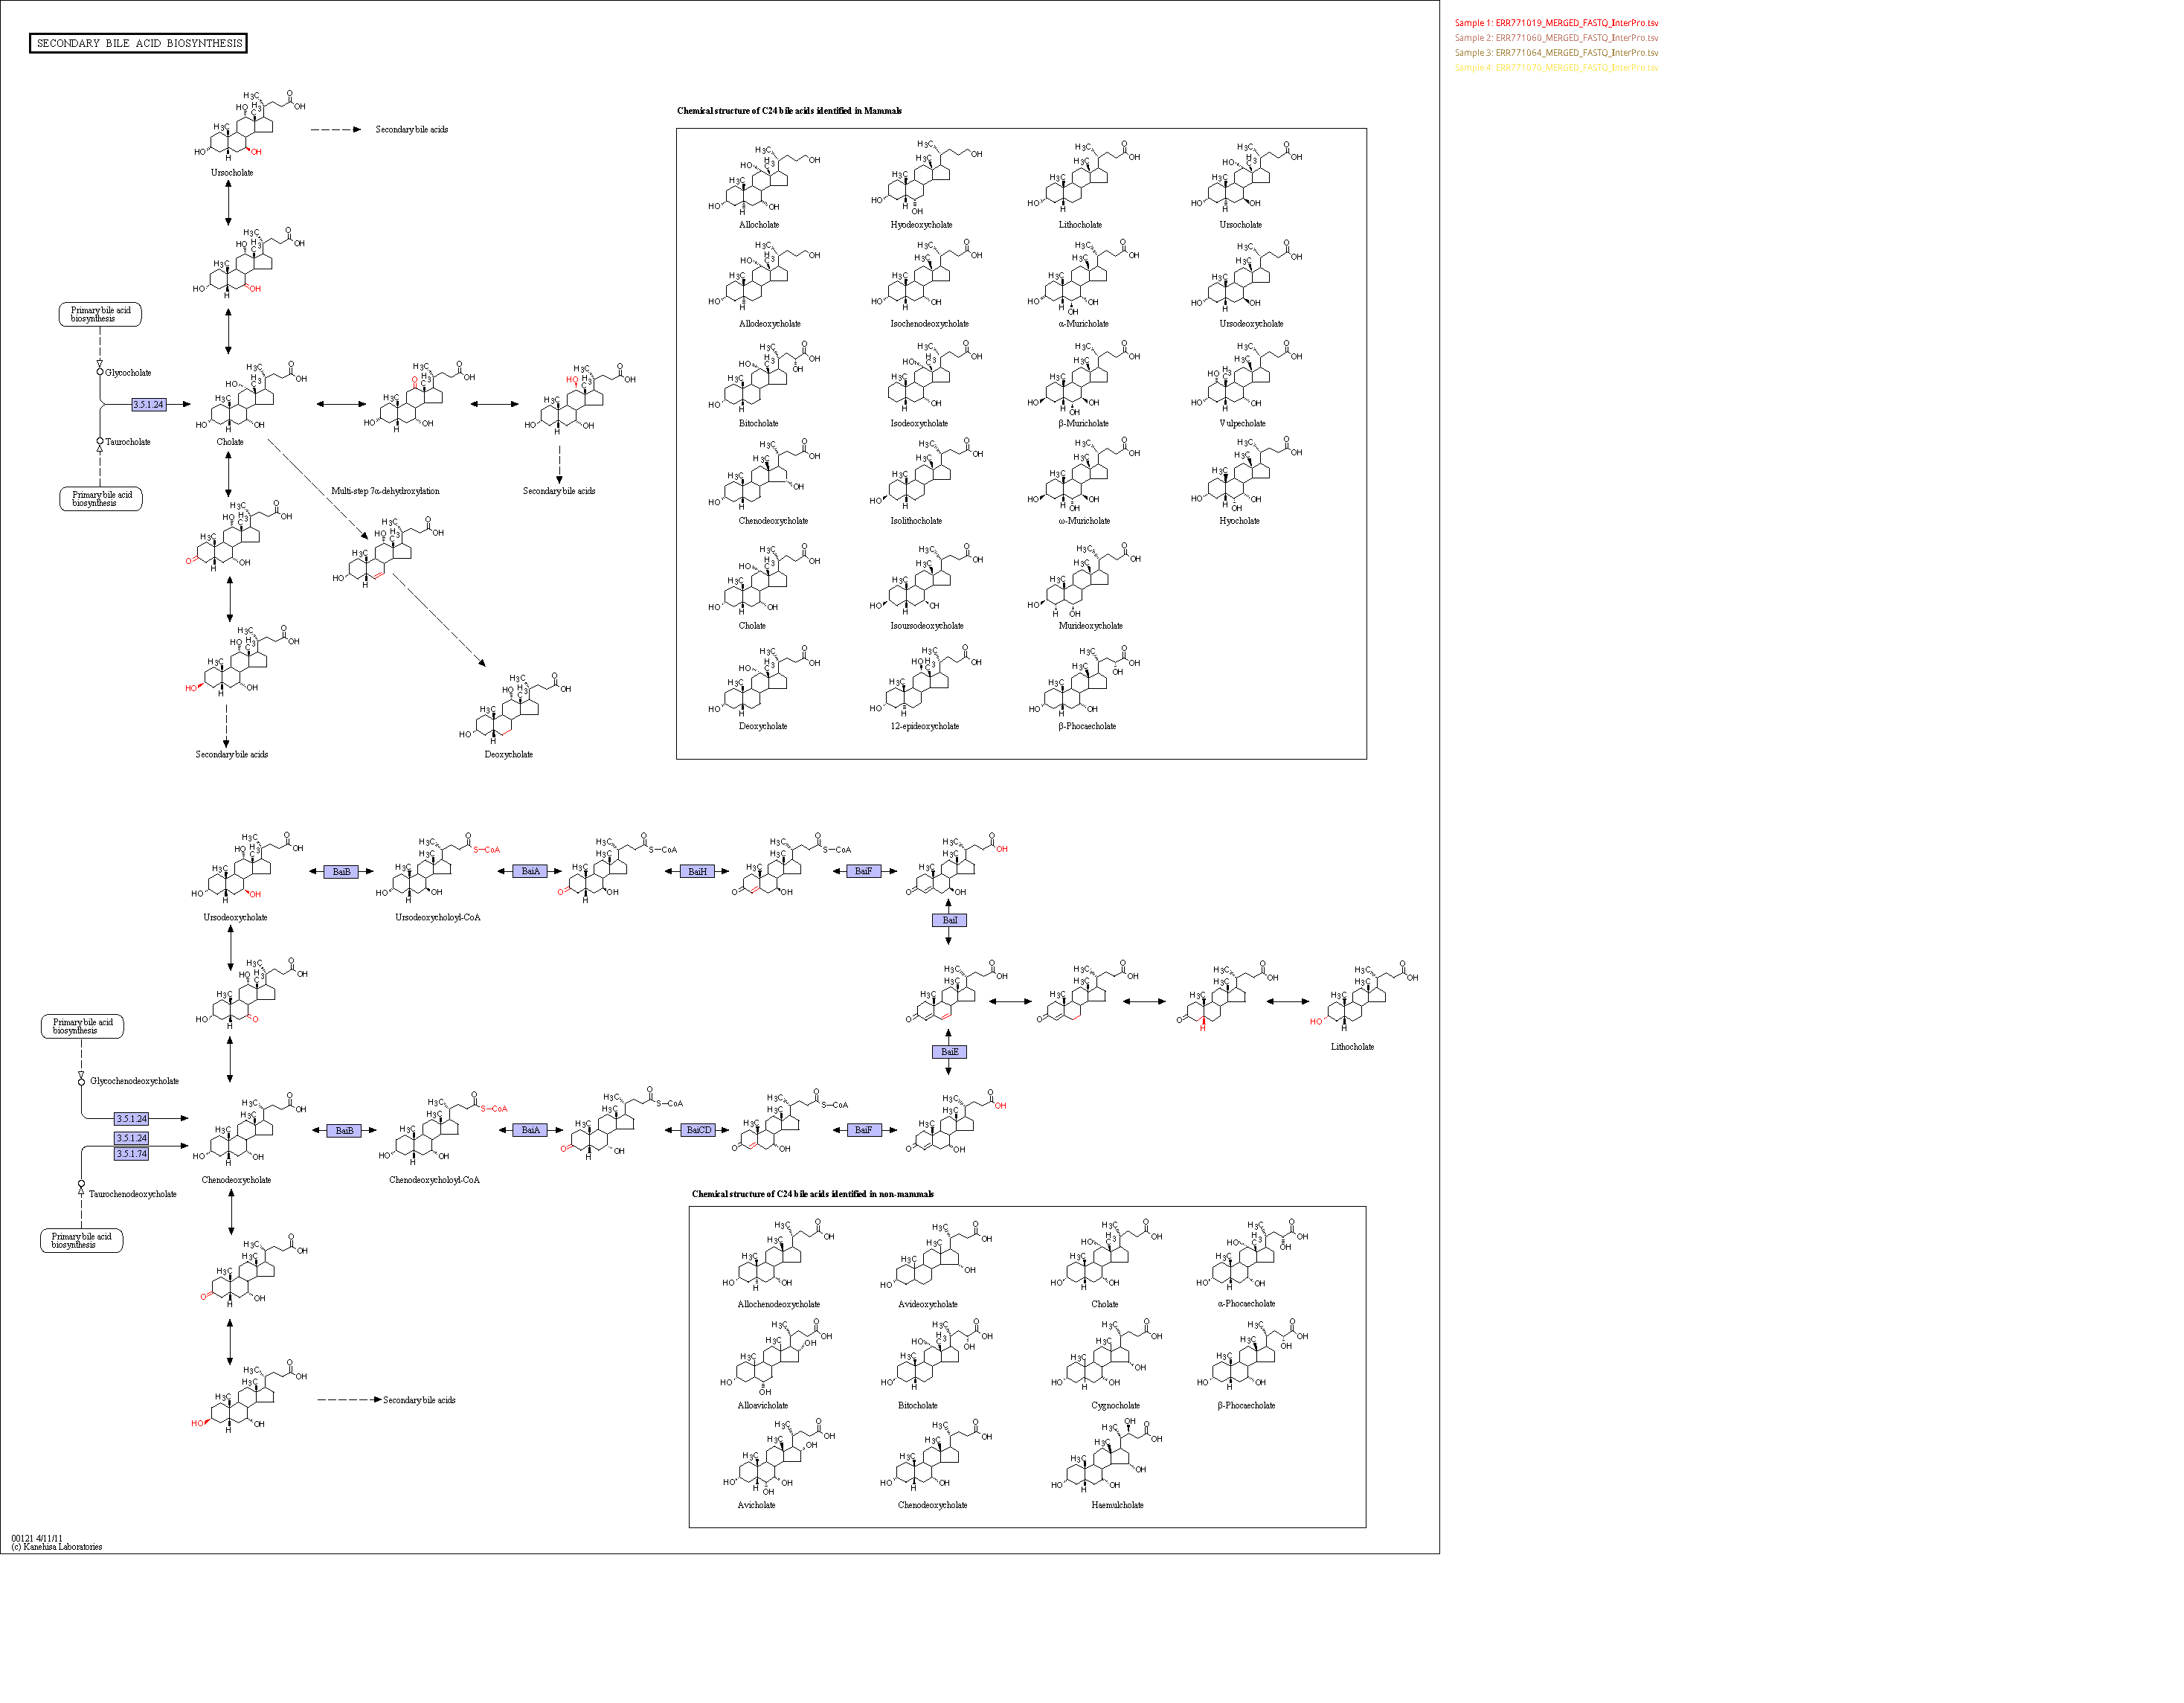 SECONDARY BILE ACID BIOSYNTHESIS
Sample 1: ERR771019_MERGED_FASTQ_InterPro.tsv
Sample 2: ERR771060_MERGED_FASTQ_InterPro.tsv
Sample 3: ERR771064_MERGED_FASTQ_InterPro.tsv
Sample 4: ERR771070_MERGED_FASTQ_InterPro.tsv
Secondary bile acids
Ursocholate
Primary bile acid
biosynthesis
Glycocholate
3.5.1.24
Taurocholate
Cholate
Primary bile acid
biosynthesis
Multi-step 7α-dehydroxylation
Secondary bile acids
Secondary bile acids
Deoxycholate
Chemical structure of C24 bile acids identified in Mammals
Allocholate
Hyodeoxycholate
Lithocholate
Ursocholate
Allodeoxycholate
Isochenodeoxycholate
α-Muricholate
Ursodeoxycholate
Bitocholate
Isodeoxycholate
β-Muricholate
Vulpecholate
Chenodeoxycholate
Isolithocholate
ω-Muricholate
Hyocholate
Cholate
Isoursodeoxycholate
Murideoxycholate
Deoxycholate
12-epideoxycholate
β-Phocaecholate
BaiB
BaiA
BaiH
BaiF
Ursodeoxycholate
Ursodeoxycholoyl-CoA
BaiI
Lithocholate
BaiE
Primary bile acid
biosynthesis
Glycochenodeoxycholate
3.5.1.24
3.5.1.24
3.5.1.74
BaiB
BaiA
BaiCD
BaiF
Chenodeoxycholate
Chenodeoxycholoyl-CoA
Taurochenodeoxycholate
Primary bile acid
biosynthesis
Secondary bile acids
Chemical structure of C24 bile acids identified in non-mammals
Allochenodeoxycholate
Avideoxycholate
Cholate
α-Phocaecholate
Alloavicholate
Bitocholate
Cygnocholate
β-Phocaecholate
Avicholate
Chenodeoxycholate
Haemulcholate
00121 4/11/11
(c) Kanehisa Laboratories